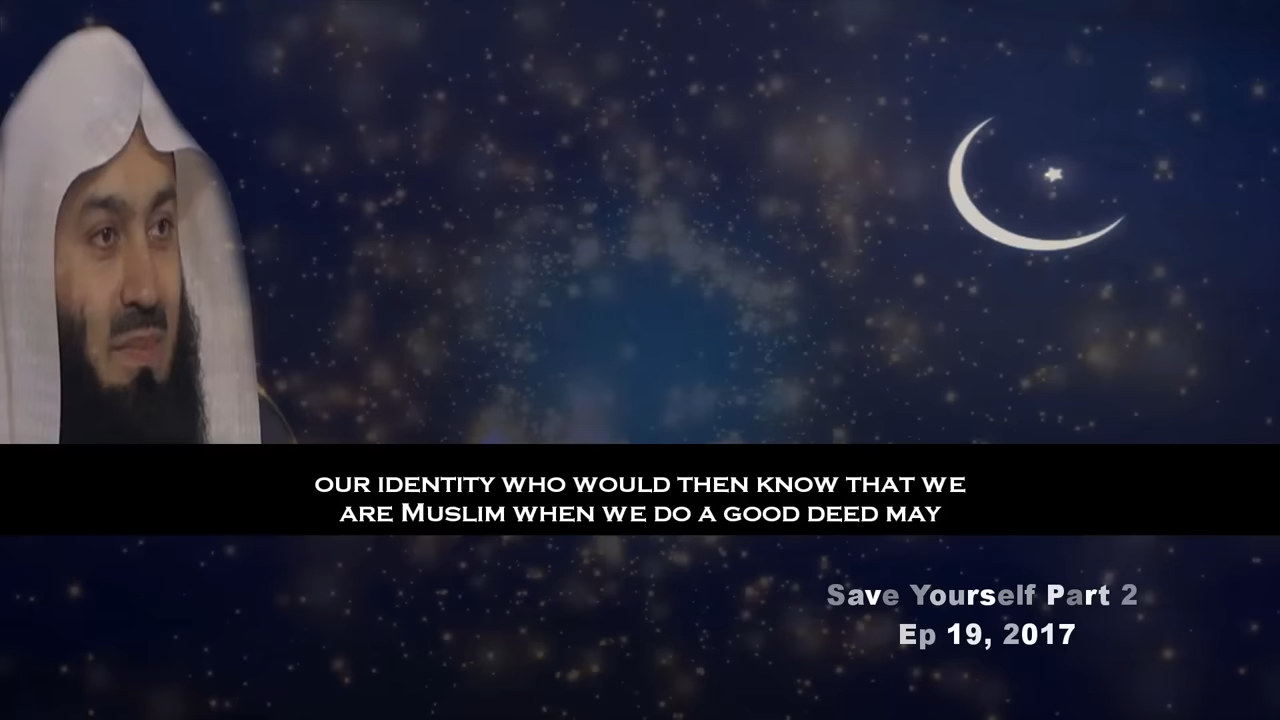 our identity who would then know that we
are Muslim when we do a good deed may
Save Yourself Part 2
Ep 19, 2017